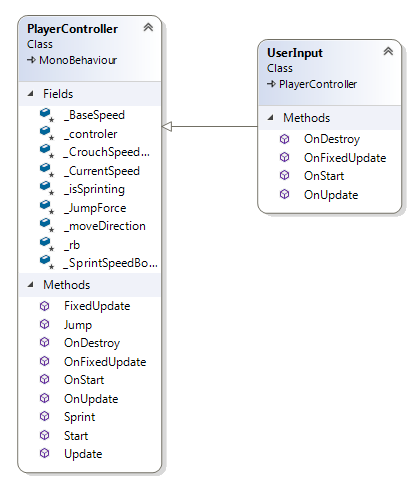 PlayerController
Class
MonoBehaviour
Fields
_BaseSpeed
_controler
_CrouchSpeed...
_CurrentSpeed
_isSprinting
_JumpForce
_moveDirection
_rb
_SprintSpeedBo...
Methods
FixedUpdate
Jump
OnDestroy
OnFixedUpdate
OnStart
OnUpdate
Sprint
Start
Update
UserInput
Class
PlayerController
Methods
OnDestroy
OnFixedUpdate
OnStart
OnUpdate